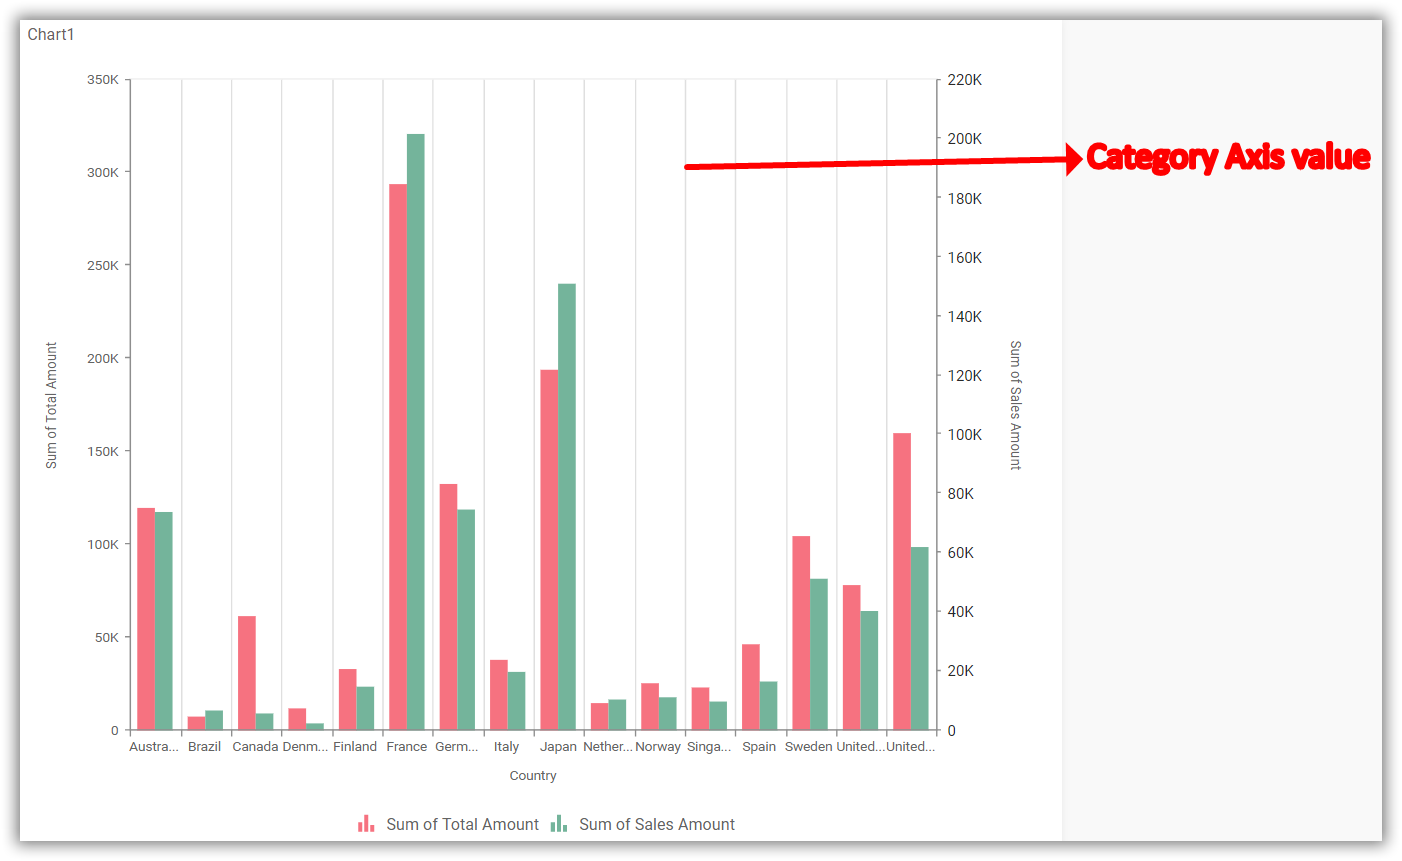 Chart1
350K
300K
250K
200K
150K
100K
50K
0
Sum of Total Amount
220K
200K
180K
160K
140K
120K
100K
80K
60K
40K
20K
0
Sum of Sales Amount
Category Axis value
Austra... Brazil Canada Denm... Finland France Germ... Italy Japan Nether... Norway Singa... Spain Sweden United... United...
Country
Sum of Total Amount Sum of Sales Amount